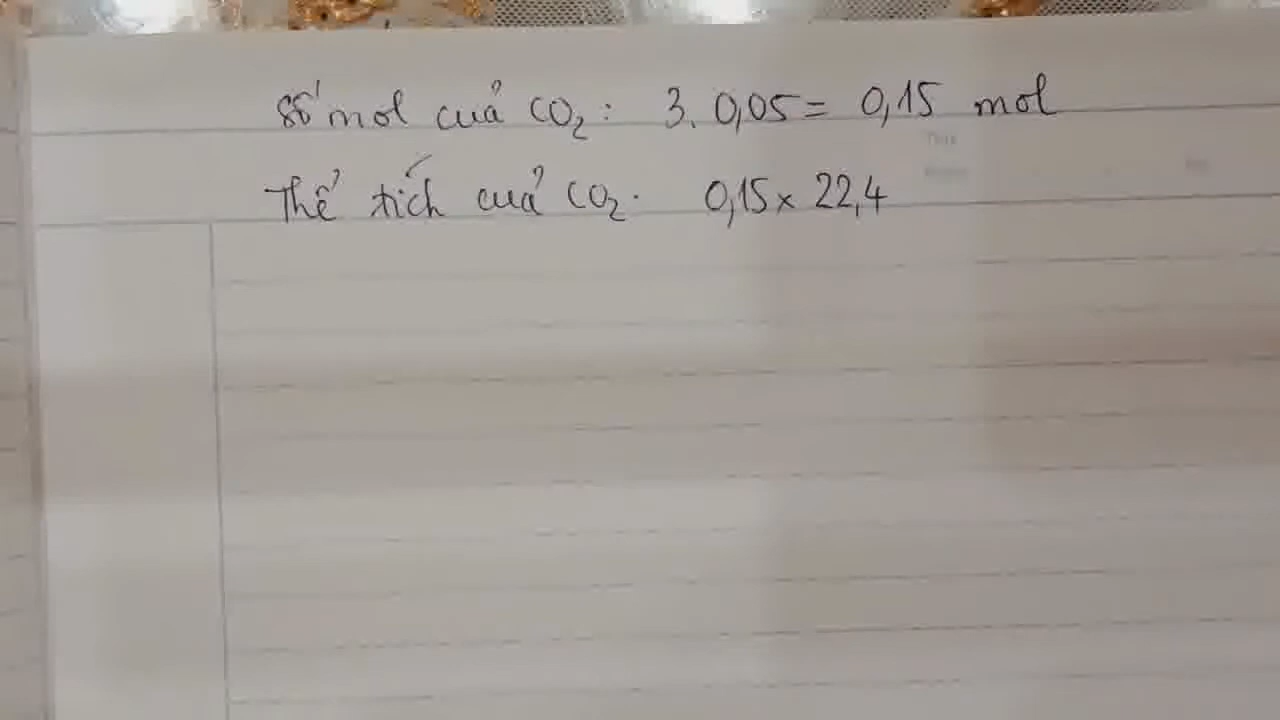 Số mol của CO₂: 3. 0,05 = 0,15 mol
Thể tích của CO₂. 0,15 x 22,4